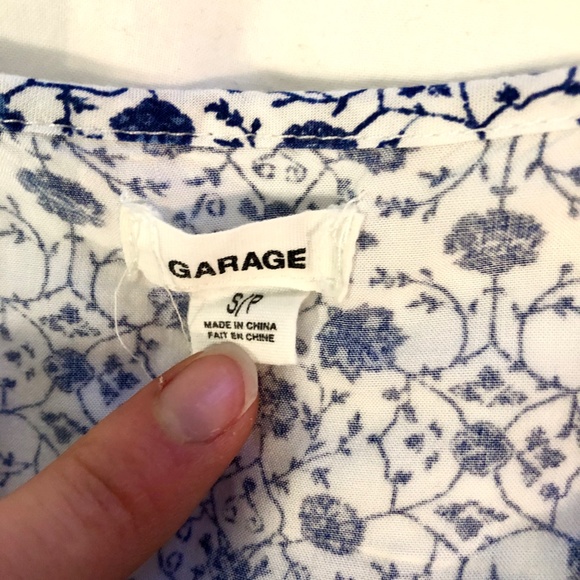 GARAGE
S/P
MADE IN CHINA
FAIT EN CHINE